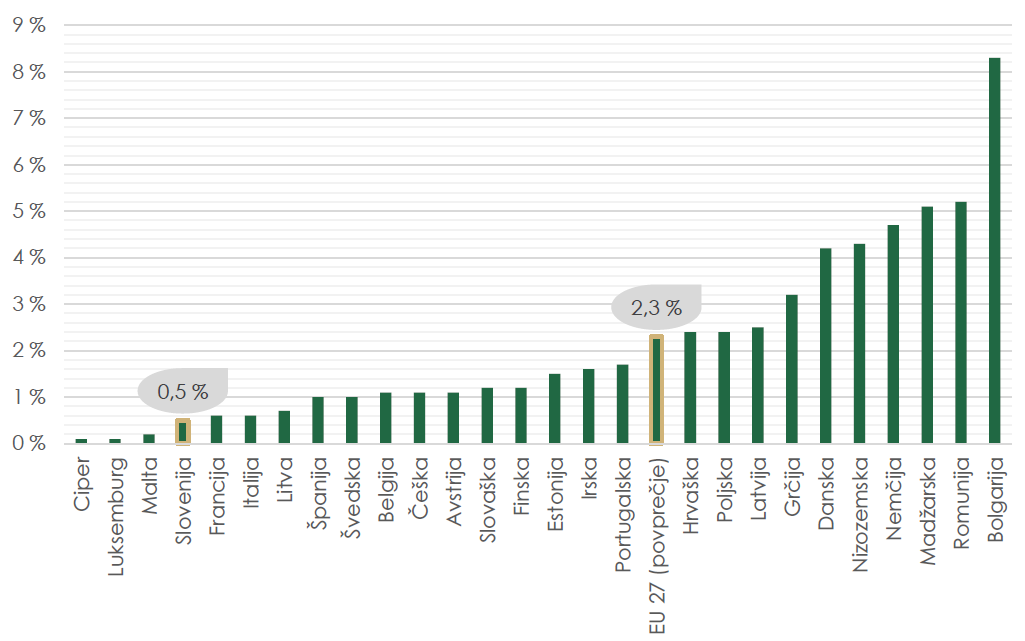 9 %
8 %
7 %
6 %
5 %
4 %
3 %
2 %
1 %
0 %
0,5 %
2,3 %
Ciper
Luksemburg
Malta
Slovenija
Francija
Italija
Litva
Španija
Švedska
Belgija
Češka
Avstrija
Slovaška
Finska
Estonija
Irska
Portugalska
EU 27 (povprečje)
Hrvaška
Poljska
Latvija
Grčija
Danska
Nizozemska
Nemčija
Madžarska
Romunija
Bolgarija